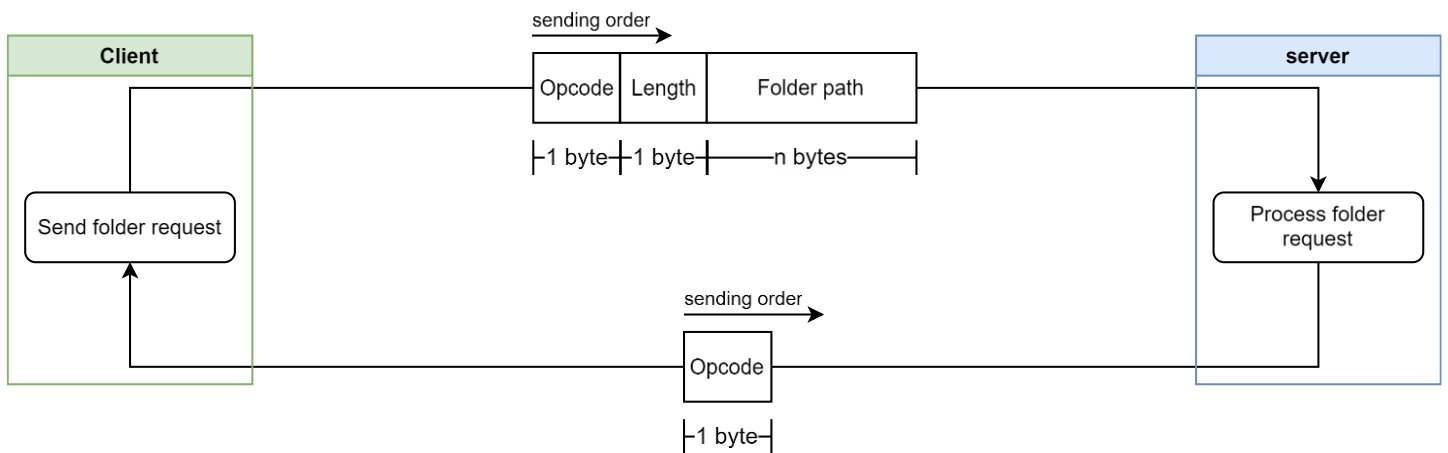 sending order
Client
server
Opcode
Length
Folder path
1 byte
1 byte
n bytes
Send folder request
Process folder
request
sending order
Opcode
1 byte